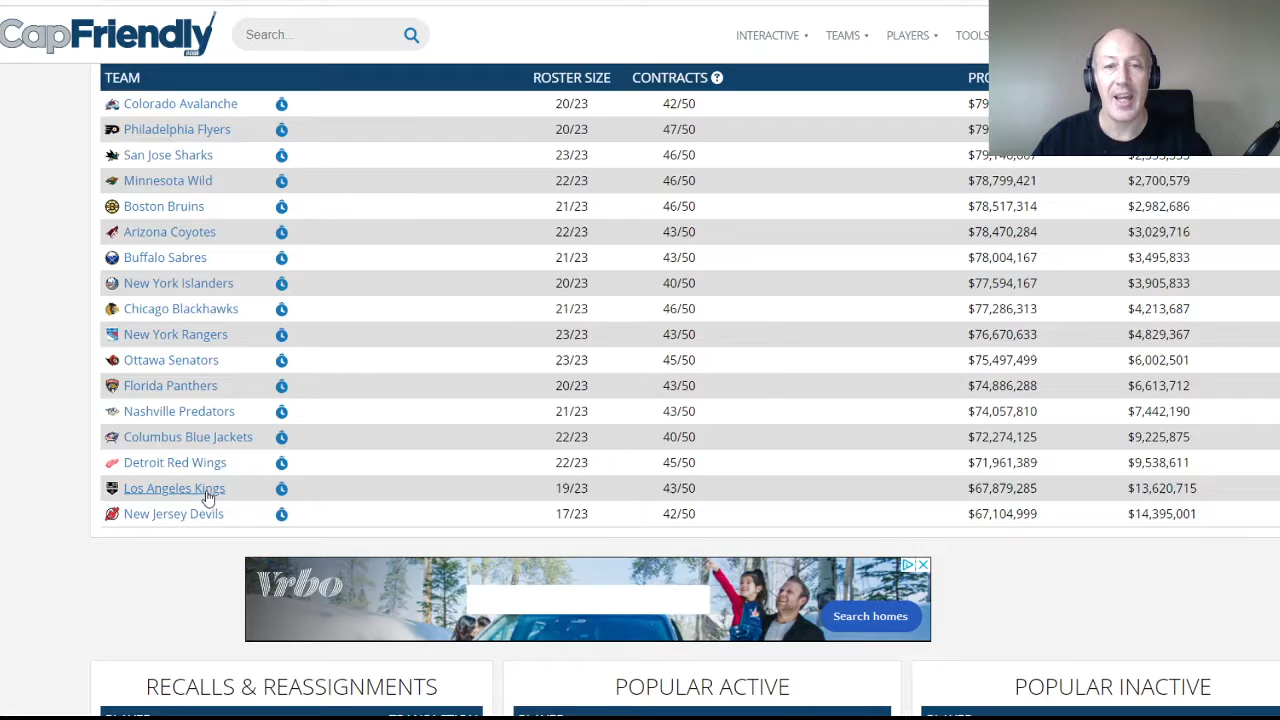 CapFriendly.com
Search...
INTERACTIVE TEAMS PLAYERS TOOLS
TEAM ROSTER SIZE CONTRACTS ?
Colorado Avalanche 20/23 42/50 $79
Philadelphia Flyers 20/23 47/50 $79
San Jose Sharks 23/23 46/50
Minnesota Wild 22/23 46/50 $78,799,421 $2,700,579
Boston Bruins 21/23 46/50 $78,517,314 $2,982,686
Arizona Coyotes 22/23 43/50 $78,470,284 $3,029,716
Buffalo Sabres 21/23 43/50 $78,004,167 $3,495,833
New York Islanders 20/23 40/50 $77,594,167 $3,905,833
Chicago Blackhawks 21/23 46/50 $77,286,313 $4,213,687
New York Rangers 23/23 43/50 $76,670,633 $4,829,367
Ottawa Senators 23/23 45/50 $75,497,499 $6,002,501
Florida Panthers 20/23 43/50 $74,886,288 $6,613,712
Nashville Predators 21/23 43/50 $74,057,810 $7,442,190
Columbus Blue Jackets 22/23 40/50 $72,274,125 $9,225,875
Detroit Red Wings 22/23 45/50 $71,961,389 $9,538,611
Los Angeles Kings 19/23 43/50 $67,879,285 $13,620,715
New Jersey Devils 17/23 42/50 $67,104,999 $14,395,001
Vrbo
Search homes
RECALLS & REASSIGNMENTS POPULAR ACTIVE POPULAR INACTIVE